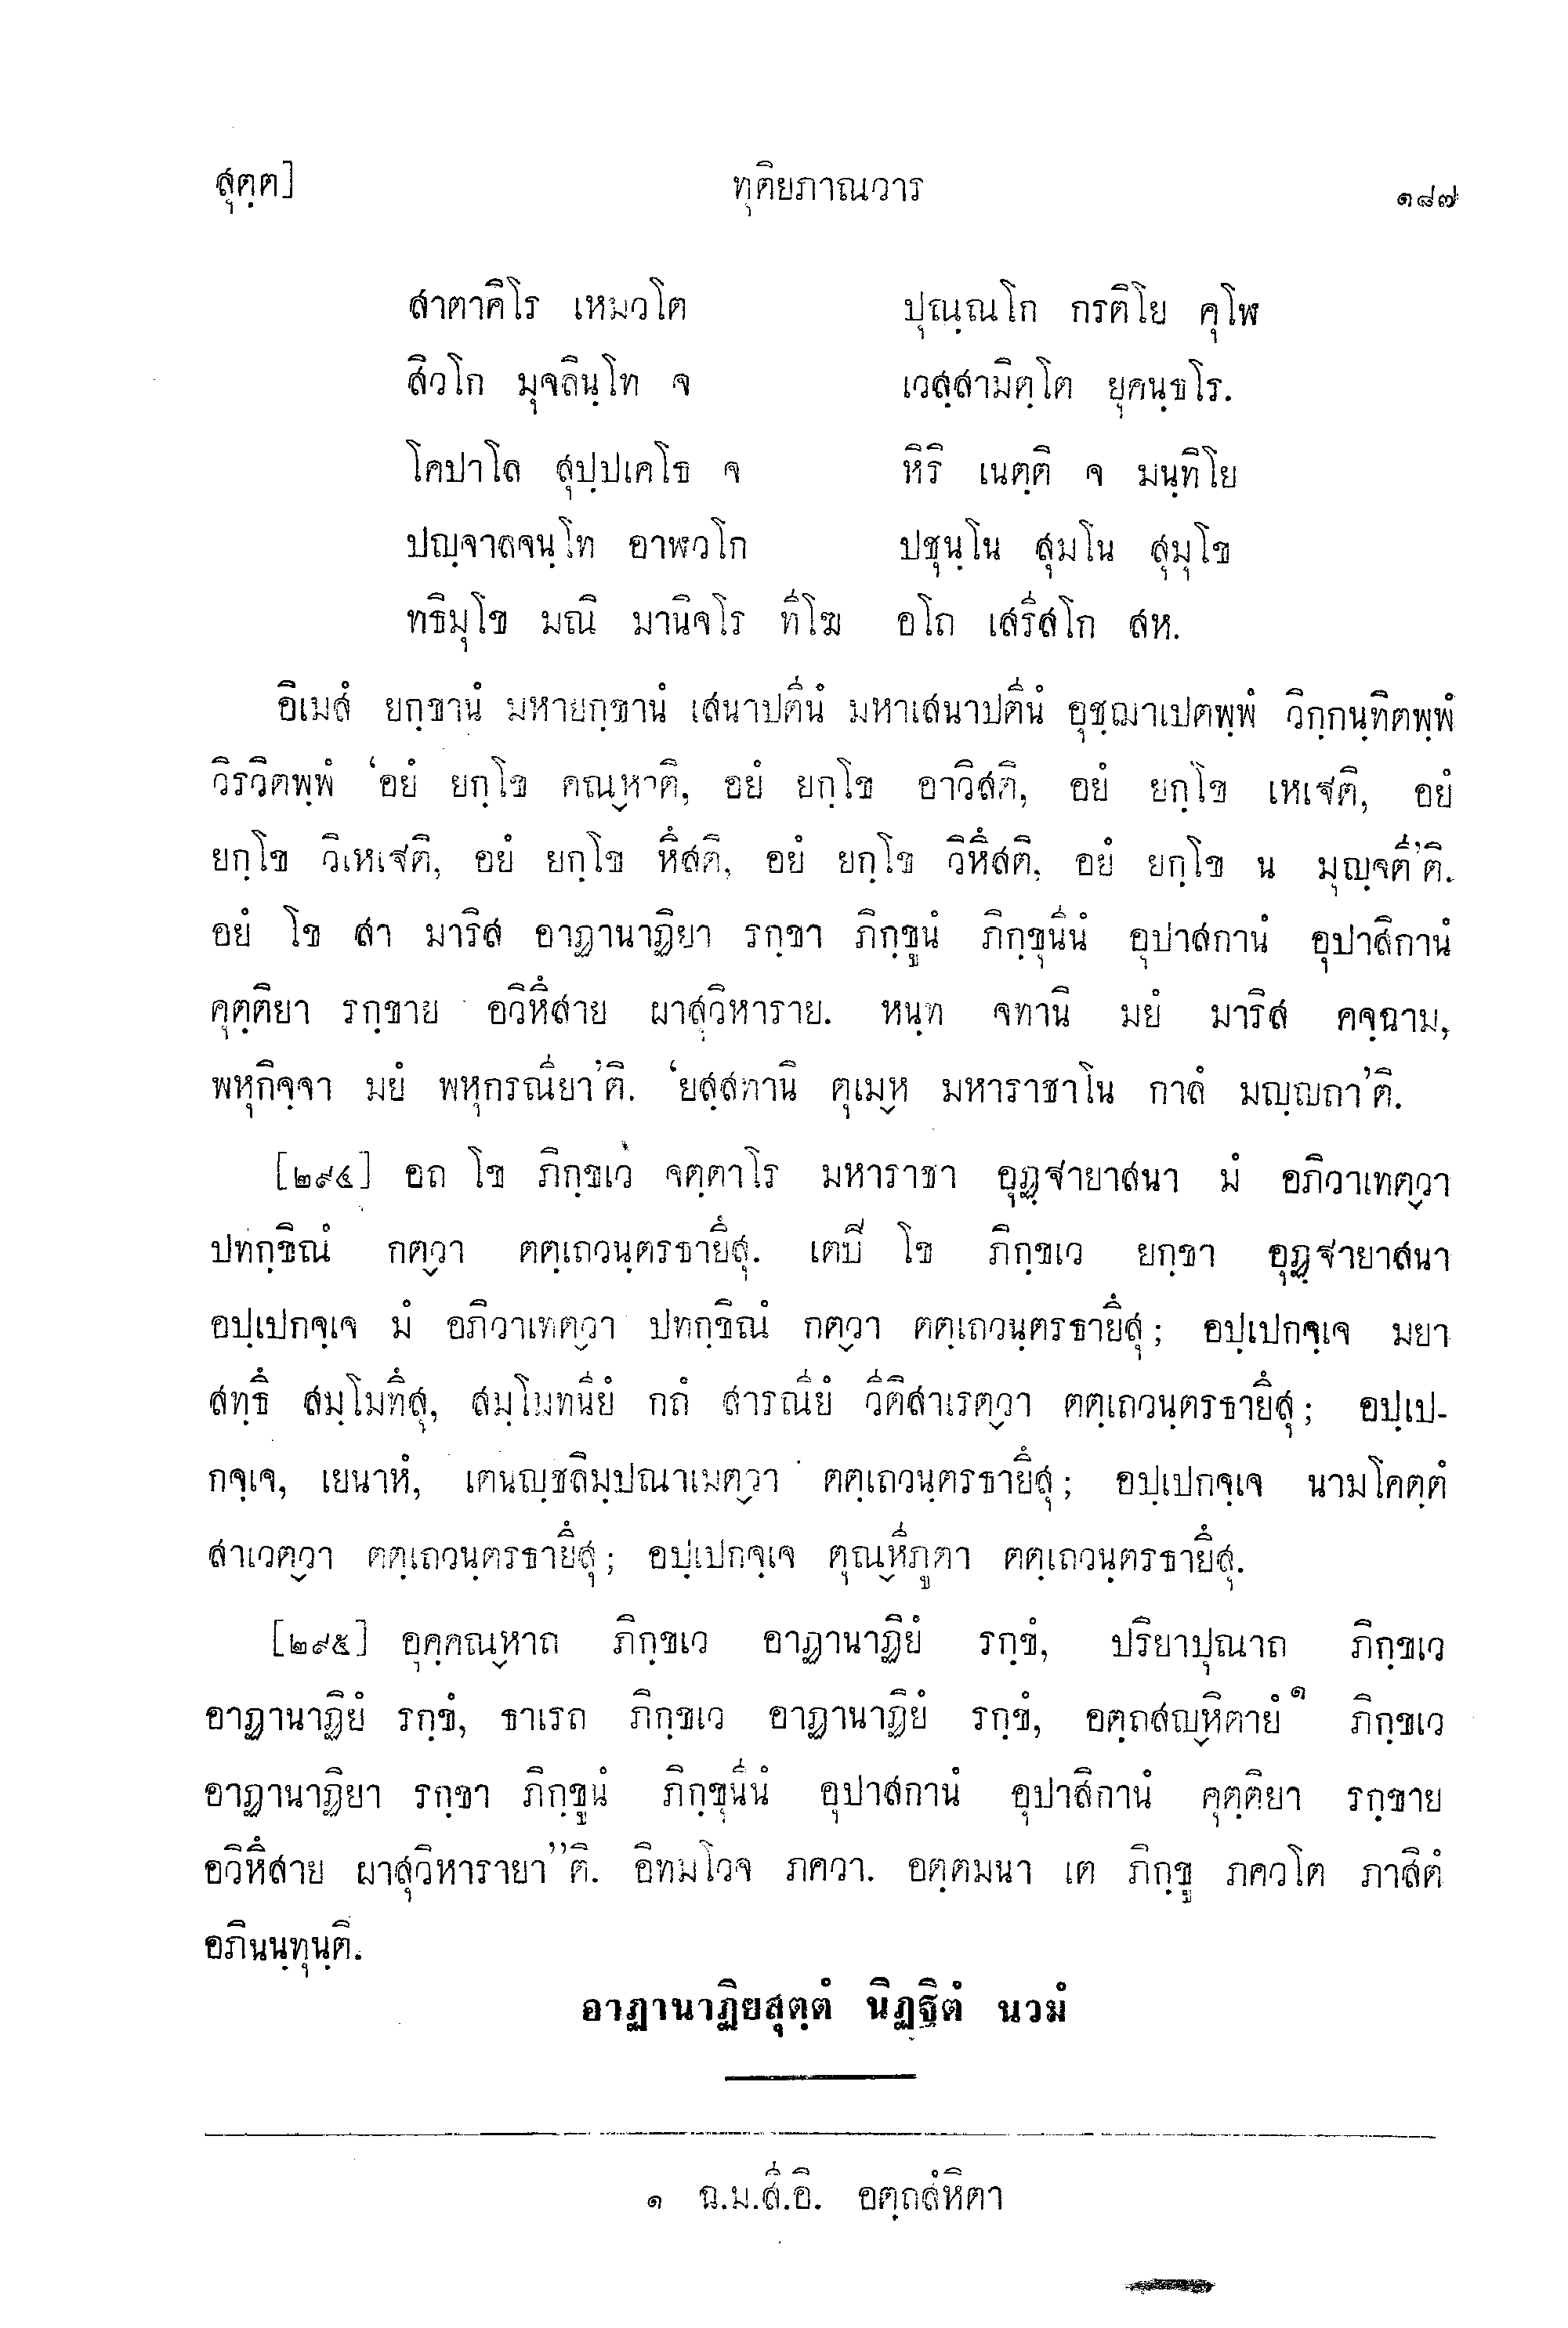 สุตฺต] ทุติยภาณวาร ๑๘๗
สาตาคิโร เหมวโต ปุณฺณโก กรติโย คุโฬ
สิวโก มุจลินฺโท จ เวสฺสามิตฺโต ยุคนฺธโร.
โคปาโล สุปฺปเคโธ จ หิริ เนตฺติ จ มนฺทิโย
ปญฺจาลจนฺโท อาฬวโก ปชุนฺโน สุมโน สุมุโข
ทธิมุโข มณิ มานิจโร ทีโฆ อโถ เสรีสโก สห.
อิเมสํ ยกฺขานํ มหายกฺขานํ เสนาปตีนํ มหาเสนาปตีนํ อุชฺฌาเปตพฺพํ วิกฺกนฺทิตพฺพํ
วิรวิตพฺพํ ‘อยํ ยกฺโข คณฺหาติ, อยํ ยกฺโข อาวิสติ, อยํ ยกฺโข เหเฐติ, อยํ
ยกฺโข วิเหเฐติ, อยํ ยกฺโข หึสติ, อยํ ยกฺโข วิหึสติ, อยํ ยกฺโข น มุญฺจตี’ติ.
อยํ โข สา มาริส อาฏานาฏิยา รกฺขา ภิกฺขูนํ ภิกฺขุนีนํ อุปาสกานํ อุปาสิกานํ
คุตฺติยา รกฺขาย อวิหึสาย ผาสุวิหาราย. หนฺท จทานิ มยํ มาริส คจฺฉาม,
พหุกิจฺจา มยํ พหุกรณียา’ติ. ‘ยสฺสทานิ ตุเมฺห มหาราชาโน กาลํ มญฺญถา’ติ.
[๒๙๔] อถ โข ภิกฺขเว จตฺตาโร มหาราชา อุฏฺฐายาสนา มํ อภิวาเทตฺวา
ปทกฺขิณํ กตฺวา ตตฺเถวนฺตรธายึสุ. เตปิ โข ภิกฺขเว ยกฺขา อุฏฺฐายาสนา
อปฺเปกจฺเจ มํ อภิวาเทตฺวา ปทกฺขิณํ กตฺวา ตตฺเถวนฺตรธายึสุ; อปฺเปกจฺเจ มยา
สทฺธึ สมฺโมทึสุ, สมฺโมทนียํ กถํ สารณียํ วีติสาเรตฺวา ตตฺเถวนฺตรธายึสุ; อปฺเป-
กจฺเจ, เยนาหํ, เตนญฺชลิมฺปณาเมตฺวา ตตฺเถวนฺตรธายึสุ; อปฺเปกจฺเจ นามโคตฺตํ
สาเวตฺวา ตตฺเถวนฺตรธายึสุ; อปฺเปกจฺเจ ตุณฺหีภูตา ตตฺเถวนฺตรธายึสุ.
[๒๙๕] อุคฺคณฺหาถ ภิกฺขเว อาฏานาฏิยํ รกฺขํ, ปริยาปุณาถ ภิกฺขเว
อาฏานาฏิยํ รกฺขํ, ธาเรถ ภิกฺขเว อาฏานาฏิยํ รกฺขํ, อตฺถสญฺหิตายํ๑ ภิกฺขเว
อาฏานาฏิยา รกฺขา ภิกฺขูนํ ภิกฺขุนีนํ อุปาสกานํ อุปาสิกานํ คุตฺติยา รกฺขาย
อวิหึสาย ผาสุวิหารายา”ติ. อิทมโวจ ภควา. อตฺตมนา เต ภิกฺขู ภควโต ภาสิตํ
อภินนฺทุนฺติ.
อาฏานาฏิยสุตฺตํ นิฏฺฐิตํ นวมํ
๑ ฉ.ม.สี.อิ. อตฺถสํหิตา